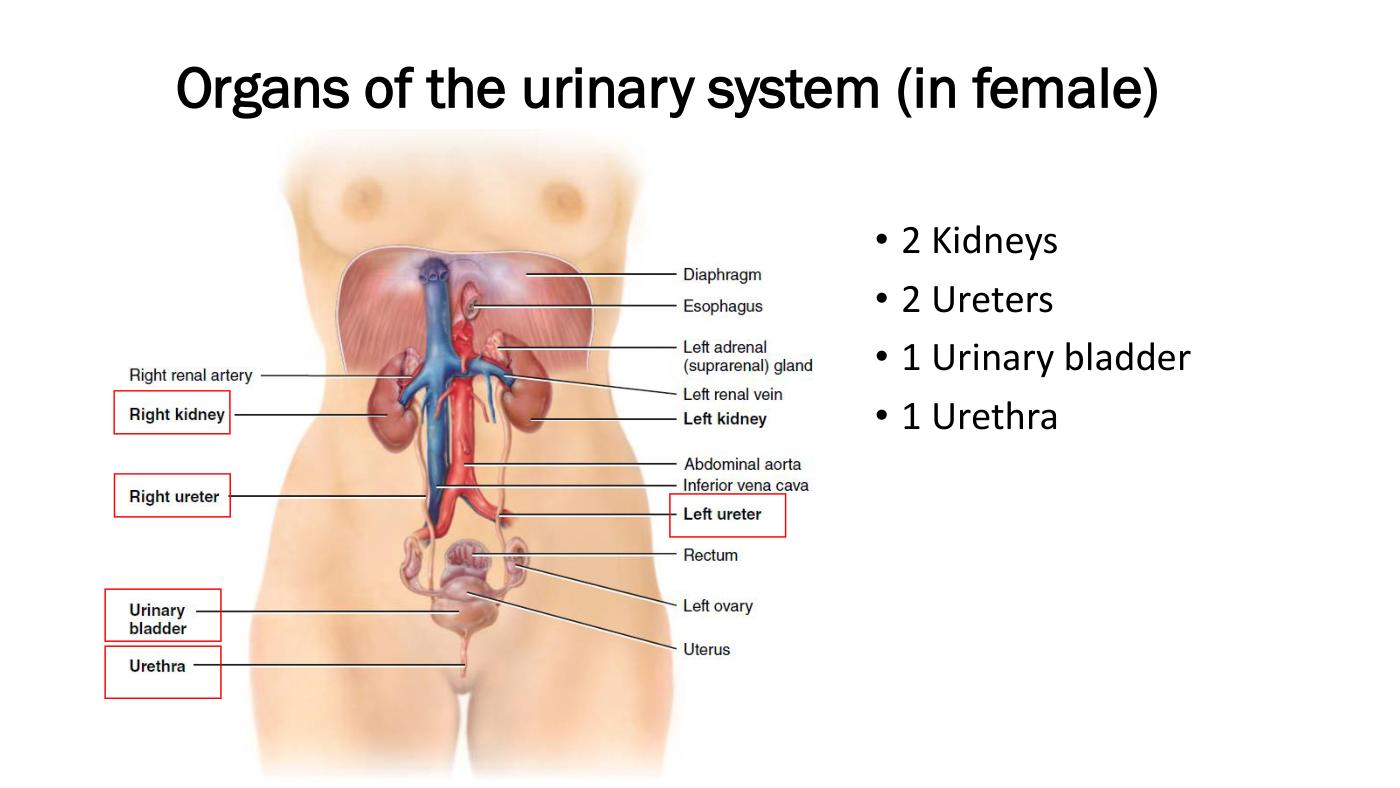 Organs of the urinary system (in female)
Diaphragm
Esophagus
Left adrenal
(suprarenal) gland
Left renal vein
Left kidney
Abdominal aorta
Inferior vena cava
Left ureter
Rectum
Left ovary
Uterus
Right renal artery
Right kidney
Right ureter
Urinary
bladder
Urethra
• 2 Kidneys
• 2 Ureters
• 1 Urinary bladder
• 1 Urethra